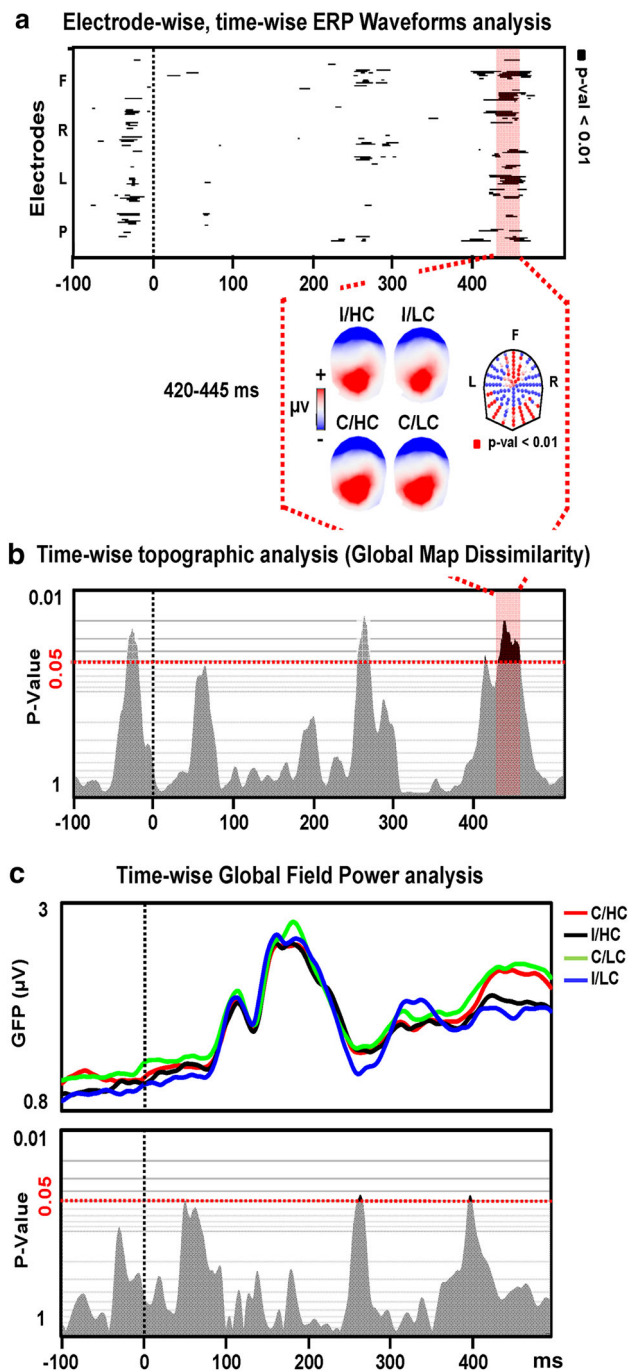 a Electrode-wise, time-wise ERP Waveforms analysis
Electrodes
F
R
L
P
p-val < 0.01
-100 0 100 200 300 400
420-445 ms
I/HC I/LC
+
μv
-
C/HC C/LC
F
L R
p-val < 0.01
b Time-wise topographic analysis (Global Map Dissimilarity)
P-Value
0.01
0.05
1
-100 0 100 200 300 400
c Time-wise Global Field Power analysis
GFP (μV)
3
0.8
C/HC
I/HC
C/LC
I/LC
P-Value
0.01
0.05
1
-100 0 100 200 300 400 ms